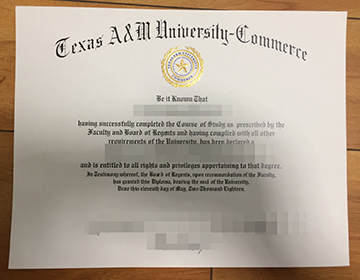 Texas A&M University-Commerce
TEXAS A&M UNIVERSITY
COMMERCE
Be it Known That
having successfully completed the Course of Study as prescribed by the
Faculty and Board of Regents and having complied with all other
requirements of the University, has been declared a
and is entitled to all rights and privileges appertaining to that degree.
In Testimony whereof, the Board of Regents, upon recommendation of the Faculty,
has granted this Diploma, bearing the seal of the University,
Done this eleventh day of May, Two Thousand Eighteen.